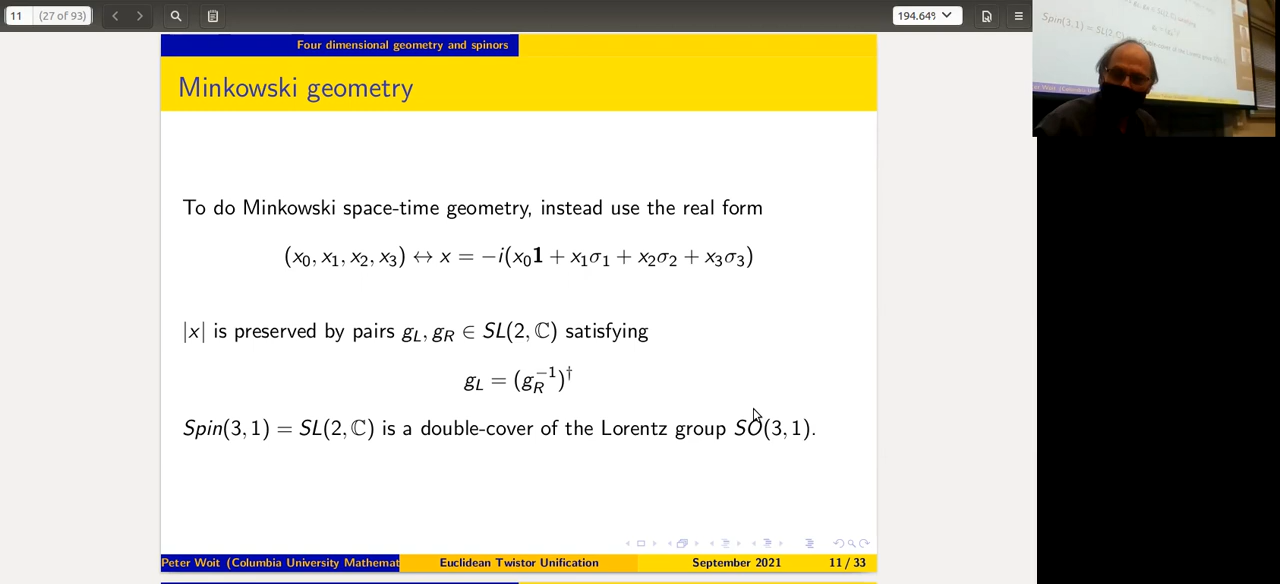 11 (27 of 93) 194.64%
Four dimensional geometry and spinors
Minkowski geometry
To do Minkowski space-time geometry, instead use the real form
(x₀, x₁, x₂, x₃) ↔ x = −i(x₀1 + x₁σ₁ + x₂σ₂ + x₃σ₃)
|x| is preserved by pairs g_L, g_R ∈ SL(2, ℂ) satisfying
g_L = (g_R⁻¹)†
Spin(3, 1) = SL(2, ℂ) is a double-cover of the Lorentz group SO(3, 1).
Peter Woit (Columbia University Mathemat Euclidean Twistor Unification September 2021 11 / 33
Spin(3, 1) = SL(2, ℂ)